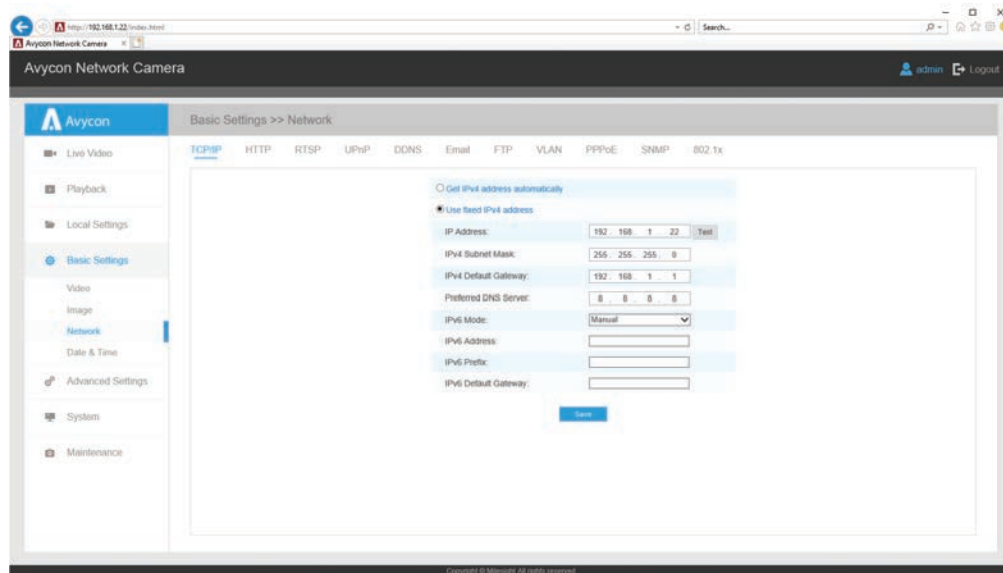 http://192.168.1.22/index.html
Search...
Avycon Network Camera
Avycon Network Camera
admin
Logout
Avycon
Basic Settings >> Network
Live Video
Playback
Local Settings
Basic Settings
Video
Image
Network
Date & Time
Advanced Settings
System
Maintenance
TCP/IP HTTP RTSP UPnP DDNS Email FTP VLAN PPPoE SNMP 802.1x
Get IPv4 address automatically
Use fixed IPv4 address
IP Address: 192 . 168 . 1 . 22 Test
IPv4 Subnet Mask: 255 . 255 . 255 . 0
IPv4 Default Gateway: 192 . 168 . 1 . 1
Preferred DNS Server: 8 . 8 . 8 . 8
IPv6 Mode: Manual
IPv6 Address:
IPv6 Prefix:
IPv6 Default Gateway:
Save
Copyright © Milesight All rights reserved